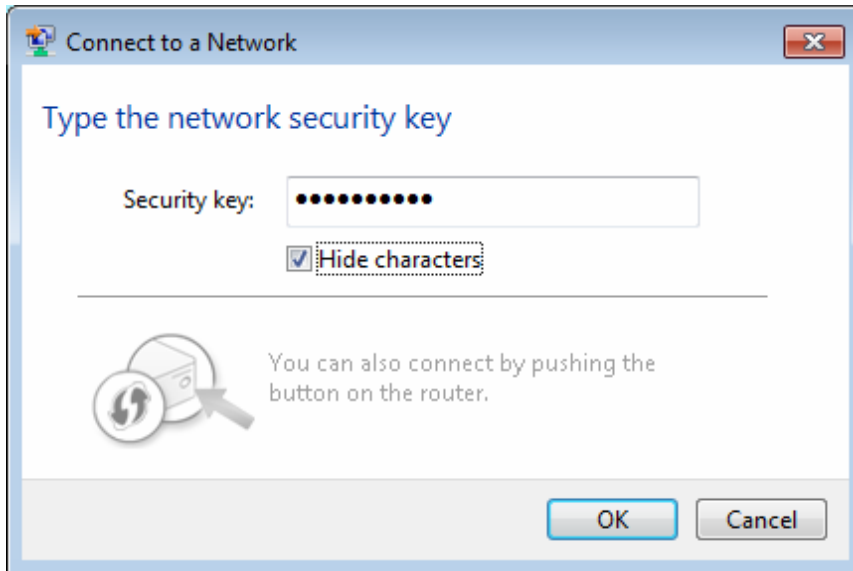 Connect to a Network
Type the network security key
Security key: ••••••••••
Hide characters
You can also connect by pushing the
button on the router.
OK Cancel